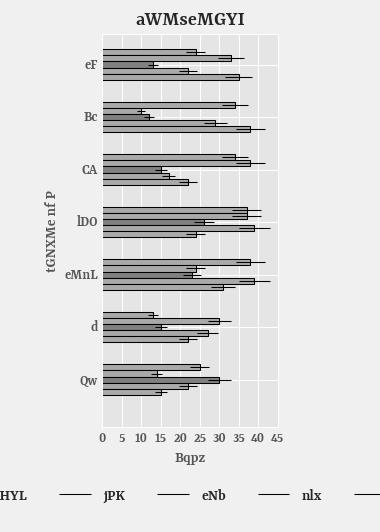 aWMseMGYI
eF
Bc
CA
lDO
eMnL
d
Qw
tGNXMe nf P
0 5 10 15 20 25 30 35 40 45
Bqpz
HYL jPK eNb nlx